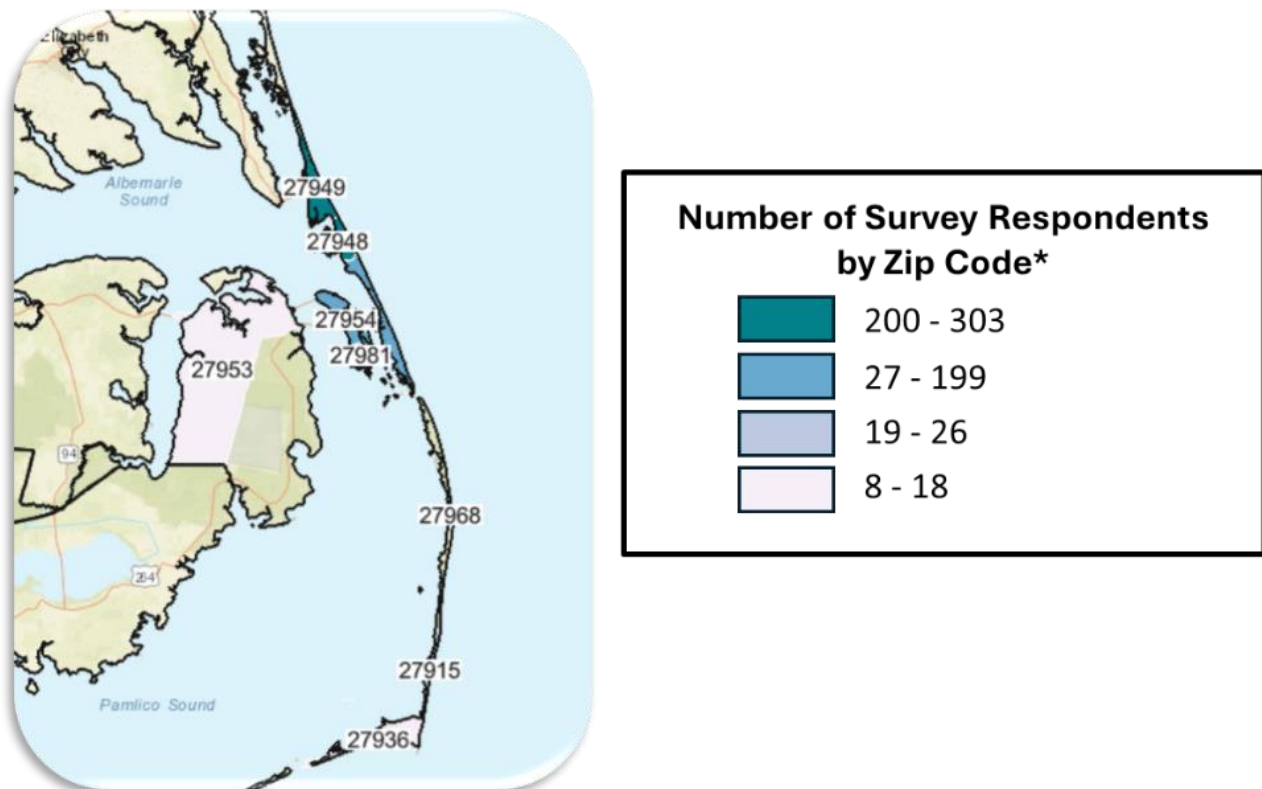 Elizabeth
City
Albemarle
Sound
27949
27948
27954
27981
27953
94
27968
264
27915
Pamlico Sound
27936
Number of Survey Respondents
by Zip Code*
200 - 303
27 - 199
19 - 26
8 - 18